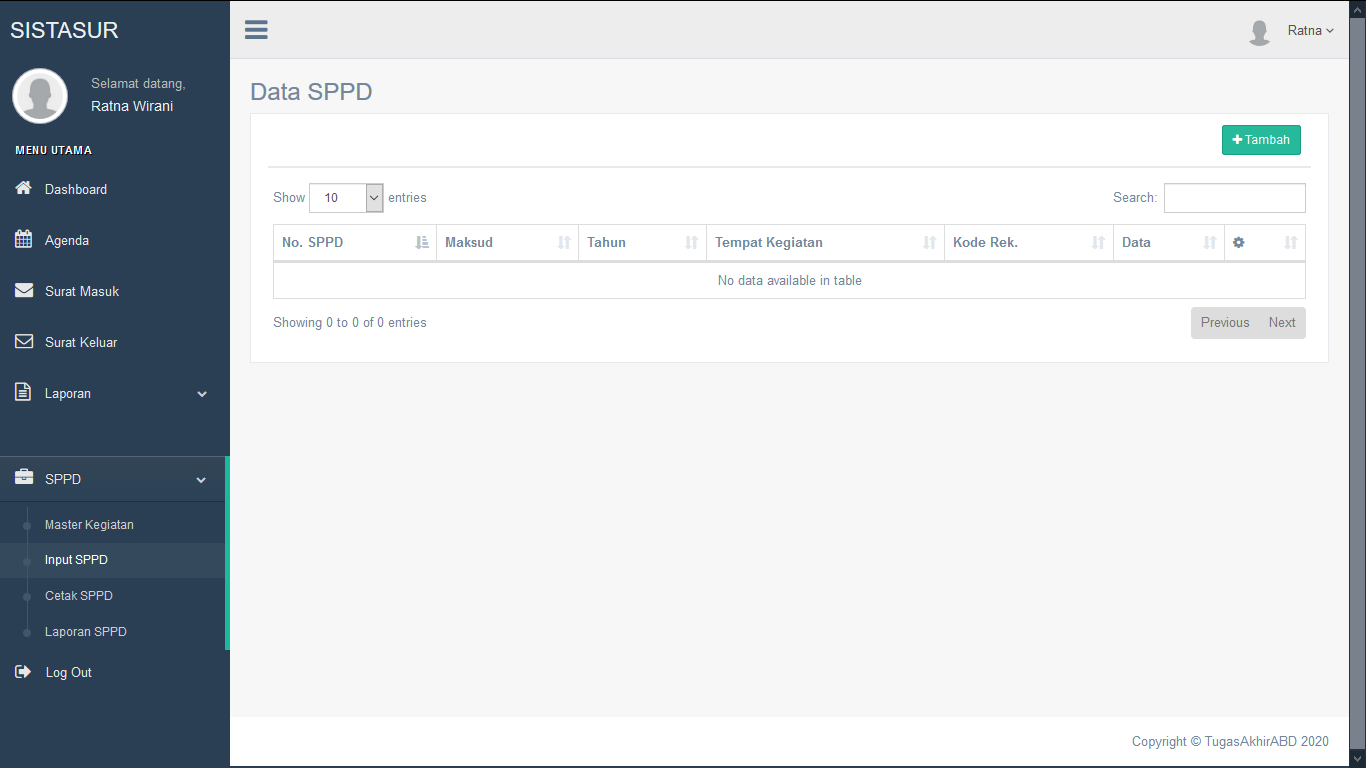 SISTASUR
Ratna
Selamat datang,
Ratna Wirani
MENU UTAMA
Dashboard
Agenda
Surat Masuk
Surat Keluar
Laporan
SPPD
Master Kegiatan
Input SPPD
Cetak SPPD
Laporan SPPD
Log Out
Data SPPD
Tambah
Show 10 entries Search:
No. SPPD Maksud Tahun Tempat Kegiatan Kode Rek. Data
No data available in table
Showing 0 to 0 of 0 entries Previous Next
Copyright © TugasAkhirABD 2020